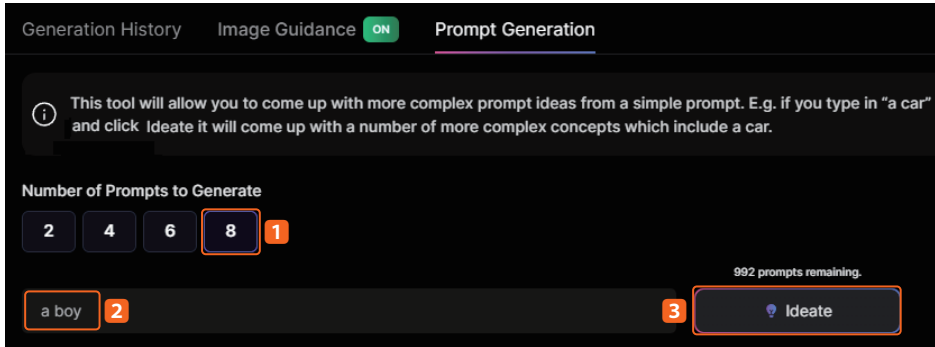 Generation History Image Guidance ON Prompt Generation
This tool will allow you to come up with more complex prompt ideas from a simple prompt. E.g. if you type in “a car”
and click Ideate it will come up with a number of more complex concepts which include a car.
Number of Prompts to Generate
2 4 6 8 1
992 prompts remaining.
a boy 2 3 Ideate